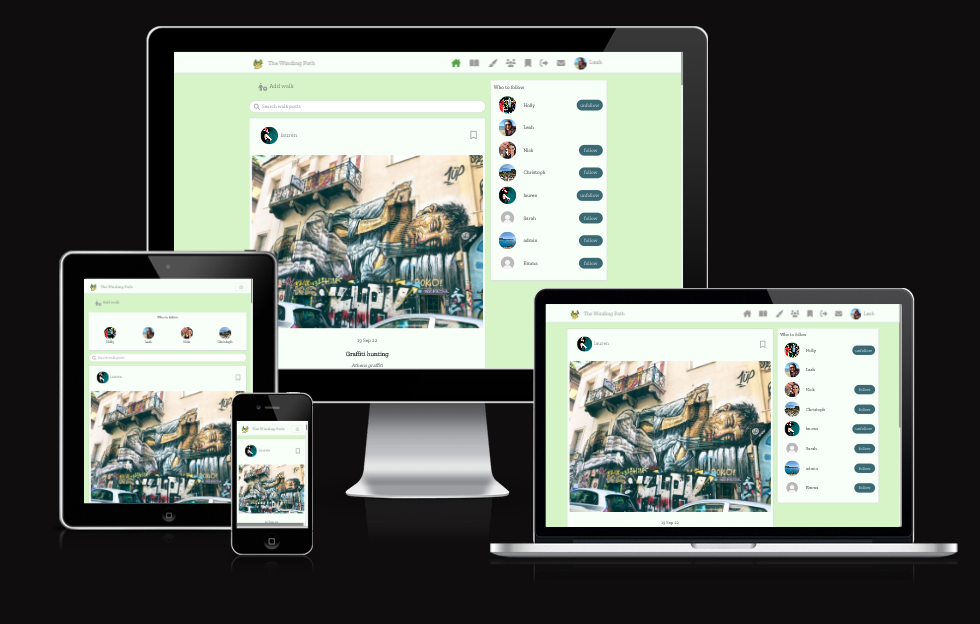 The Winding Path
Leah
Add walk
Search walk posts
lauren
1UP
19 Sep 22
Graffiti hunting
Athens graffiti
Who to follow
Holly
unfollow
Leah
Nick
follow
Christoph
follow
lauren
unfollow
Sarah
follow
admin
follow
Emma
follow
The Winding Path
Add walk
Who to follow
Holly
Leah
Nick
Christoph
Search walk posts
lauren
The Winding Path
lauren
The Winding Path
Leah
lauren
1UP
19 Sep 22
Who to follow
Holly
unfollow
Leah
Nick
follow
Christoph
follow
lauren
unfollow
Sarah
follow
admin
follow
Emma
follow